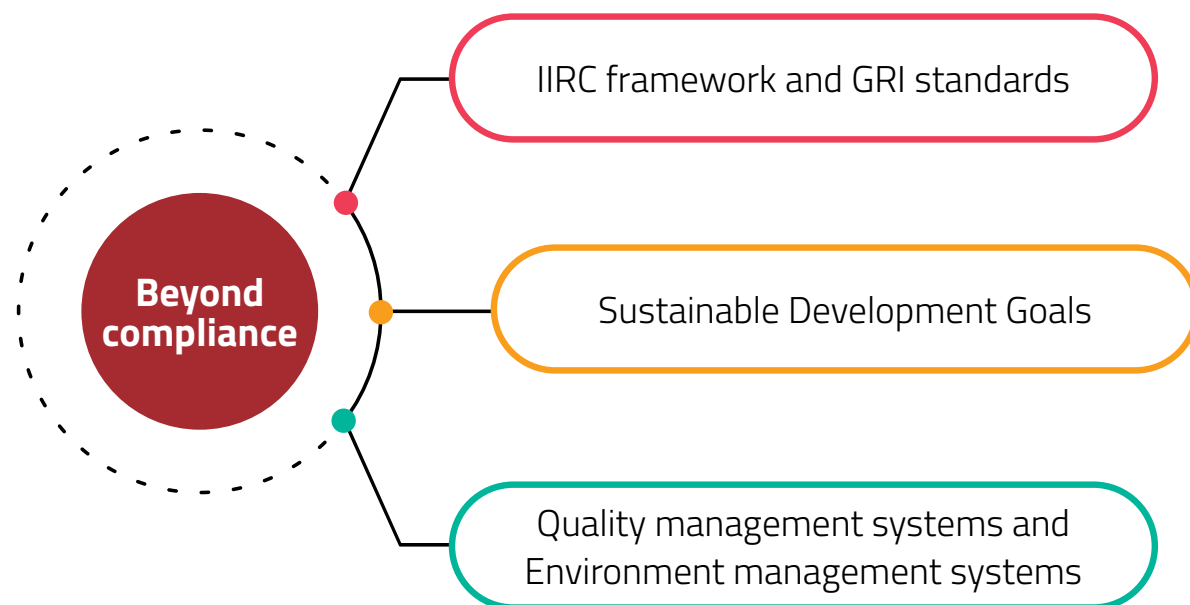 IIRC framework and GRI standards
Beyond
compliance
Sustainable Development Goals
Quality management systems and
Environment management systems